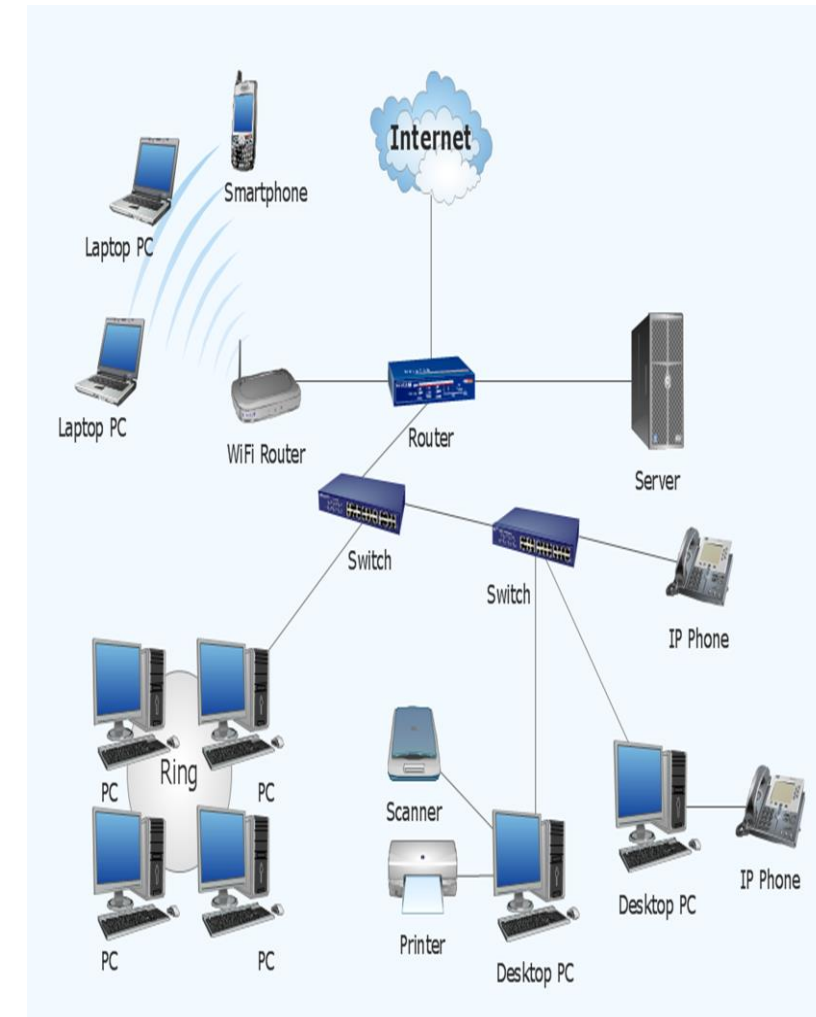 Internet
Smartphone
Laptop PC
Laptop PC
WiFi Router
Router
Server
Switch
Switch
IP Phone
Ring
PC
PC
Scanner
IP Phone
Desktop PC
Printer
PC
PC
Desktop PC